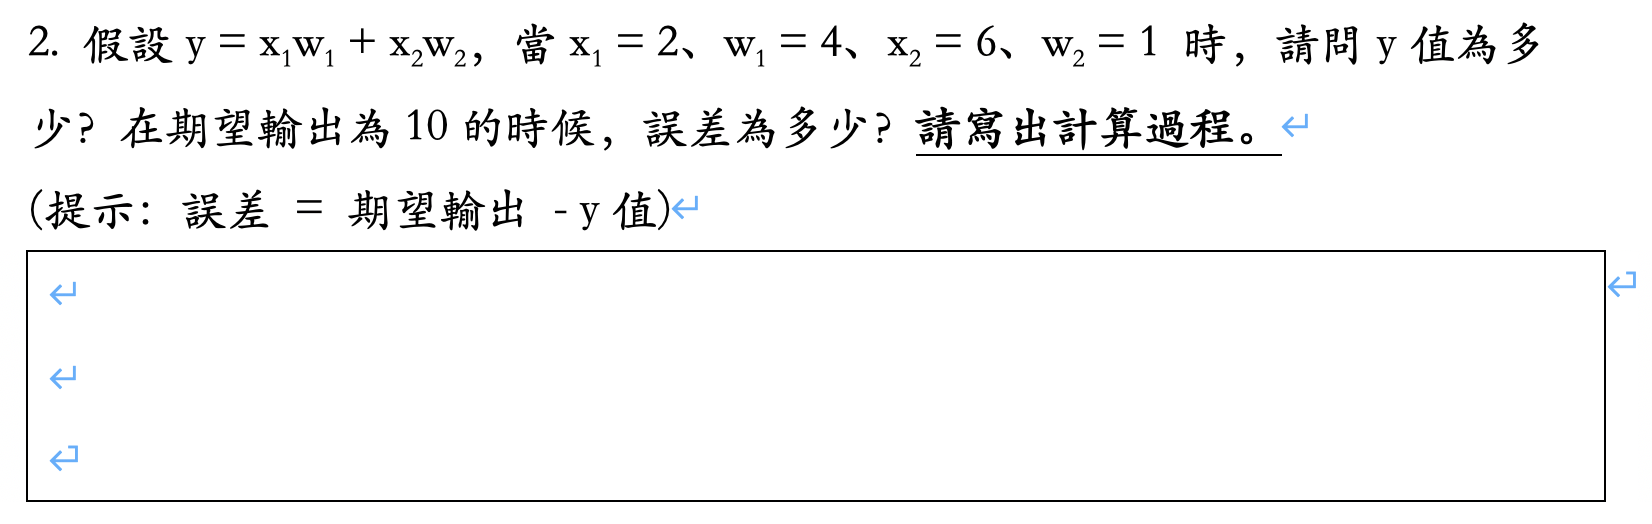 2. 假設 y = x₁w₁ + x₂w₂，當 x₁ = 2、w₁ = 4、x₂ = 6、w₂ = 1 時，請問 y 值為多
少？在期望輸出為 10 的時候，誤差為多少？請寫出計算過程。↵
(提示：誤差 = 期望輸出 - y 值)↵